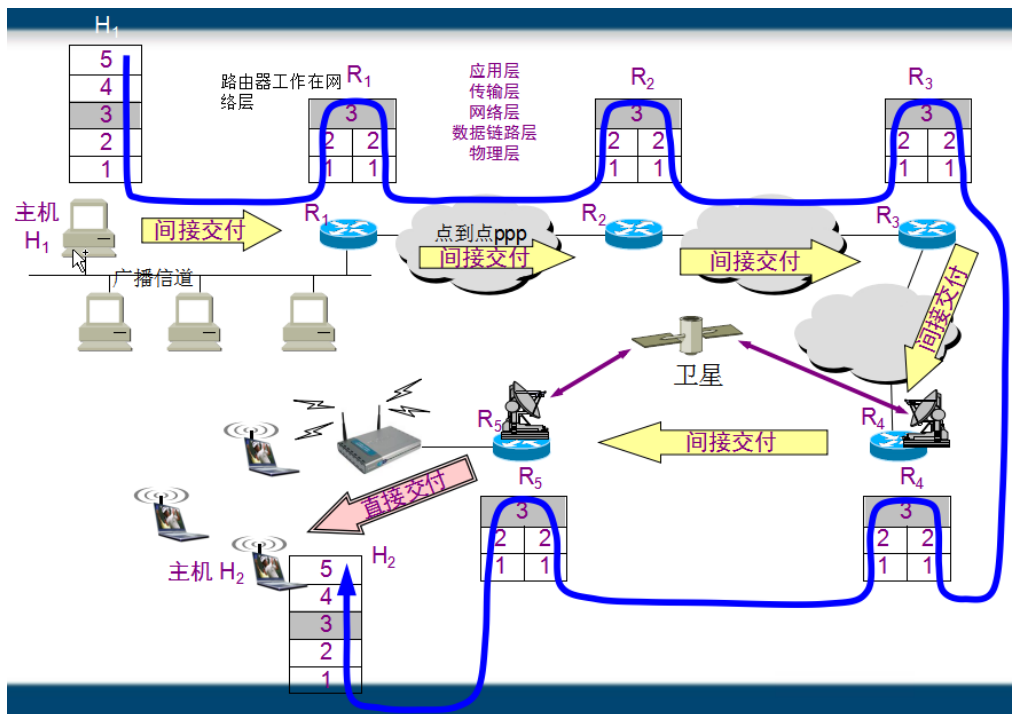 H₁
5
4
3
2
1
路由器工作在网
络层
R₁
3
2 2
1 1
应用层
传输层
网络层
数据链路层
物理层
R₂
3
2 2
1 1
R₃
3
2 2
1 1
主机
H₁
间接交付
R₁
点到点ppp
间接交付
R₂
间接交付
R₃
间接交付
广播信道
卫星
R₅
间接交付
R₄
直接交付
R₅
3
2 2
1 1
R₄
3
2 2
1 1
主机 H₂
H₂
5
4
3
2
1